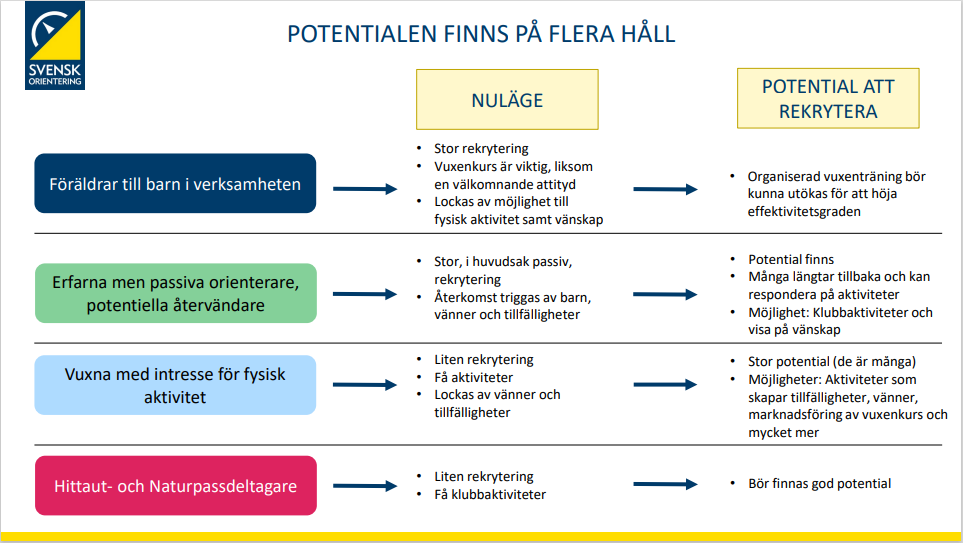 SVENSK
ORIENTERING
POTENTIALEN FINNS PÅ FLERA HÅLL
NULÄGE
POTENTIAL ATT
REKRYTERA
Föräldrar till barn i verksamheten
• Stor rekrytering
• Vuxenkurs är viktig, liksom
en välkomnande attityd
• Lockas av möjlighet till
fysisk aktivitet samt vänskap
• Organiserad vuxenträning bör
kunna utökas för att höja
effektivitetsgraden
Erfarna men passiva orienterare,
potentiella återvändare
• Stor, i huvudsak passiv,
rekrytering
• Återkomst triggas av barn,
vänner och tillfälligheter
• Potential finns
• Många längtar tillbaka och kan
respondera på aktiviteter
• Möjlighet: Klubbaktiviteter och
visa på vänskap
Vuxna med intresse för fysisk
aktivitet
• Liten rekrytering
• Få aktiviteter
• Lockas av vänner och
tillfälligheter
• Stor potential (de är många)
• Möjligheter: Aktiviteter som
skapar tillfälligheter, vänner,
marknadsföring av vuxenkurs och
mycket mer
Hittaut- och Naturpassdeltagare
• Liten rekrytering
• Få klubbaktiviteter
• Bör finnas god potential